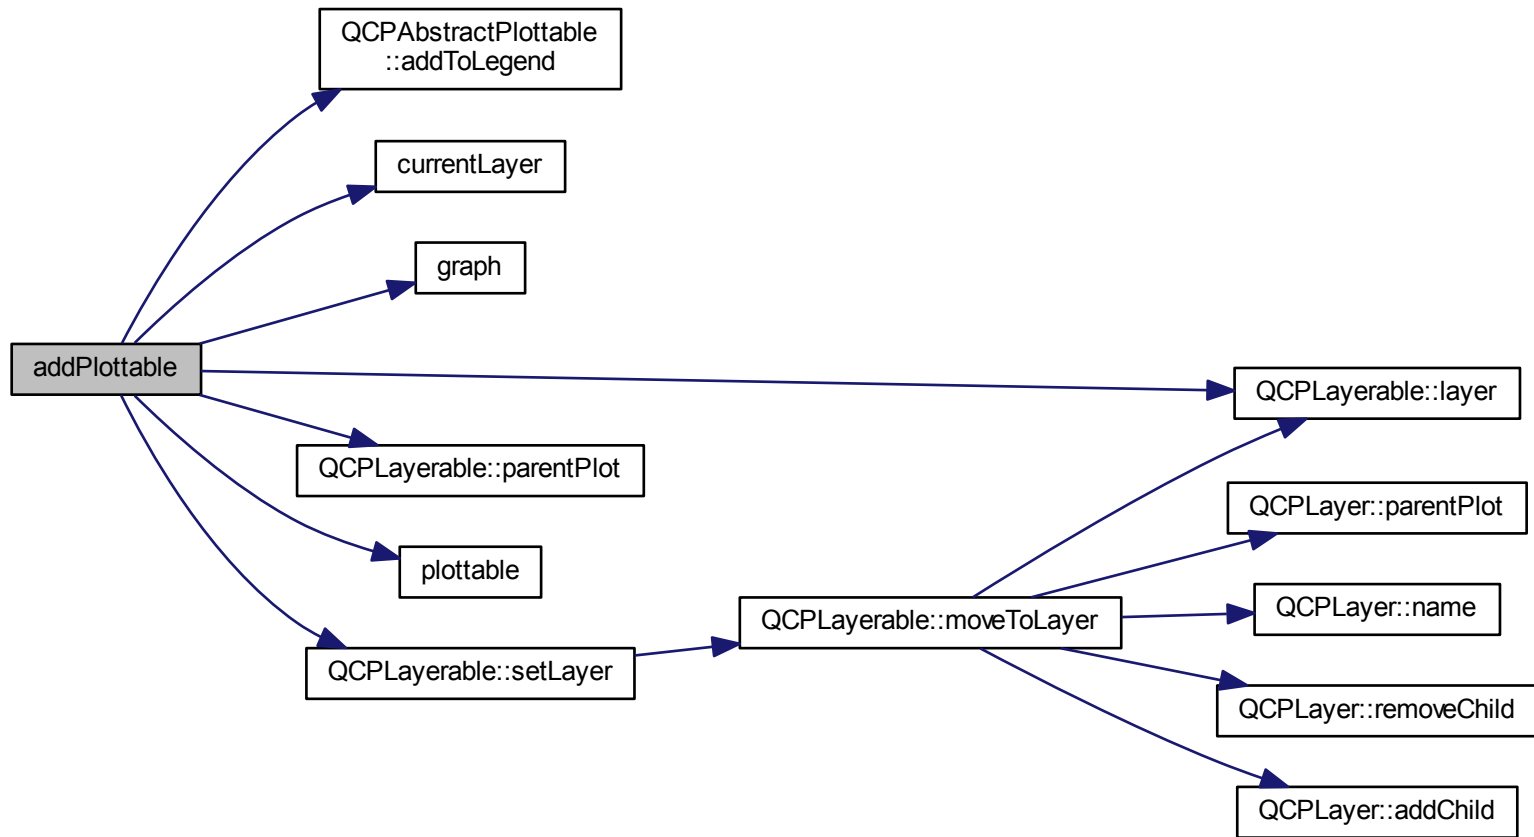 QCPAbstractPlottable
::addToLegend
currentLayer
graph
addPlottable
QCPLayerable::layer
QCPLayerable::parentPlot
QCPLayer::parentPlot
plottable
QCPLayerable::moveToLayer
QCPLayer::name
QCPLayerable::setLayer
QCPLayer::removeChild
QCPLayer::addChild